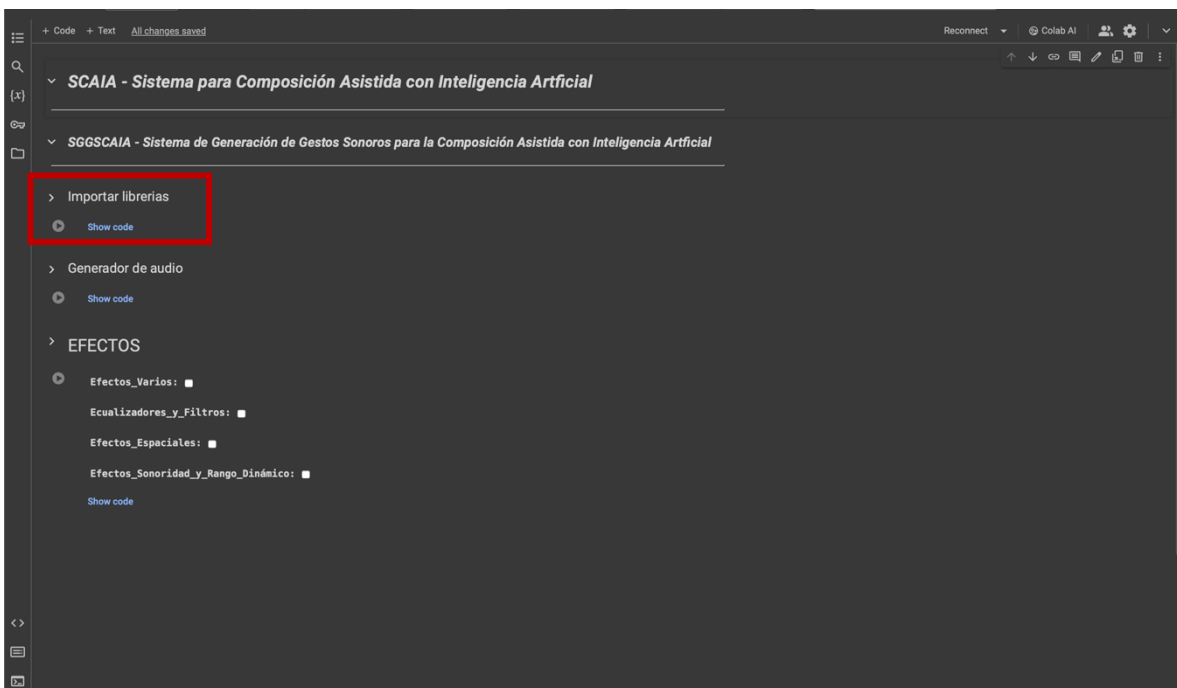 + Code + Text All changes saved
Reconnect Colab AI
SCAIA - Sistema para Composición Asistida con Inteligencia Artficial
{x}
SGGSCAIA - Sistema de Generación de Gestos Sonoros para la Composición Asistida con Inteligencia Artficial
Importar librerias
Show code
Generador de audio
Show code
EFECTOS
Efectos_Varios:
Ecualizadores_y_Filtros:
Efectos_Espaciales:
Efectos_Sonoridad_y_Rango_Dinámico:
Show code